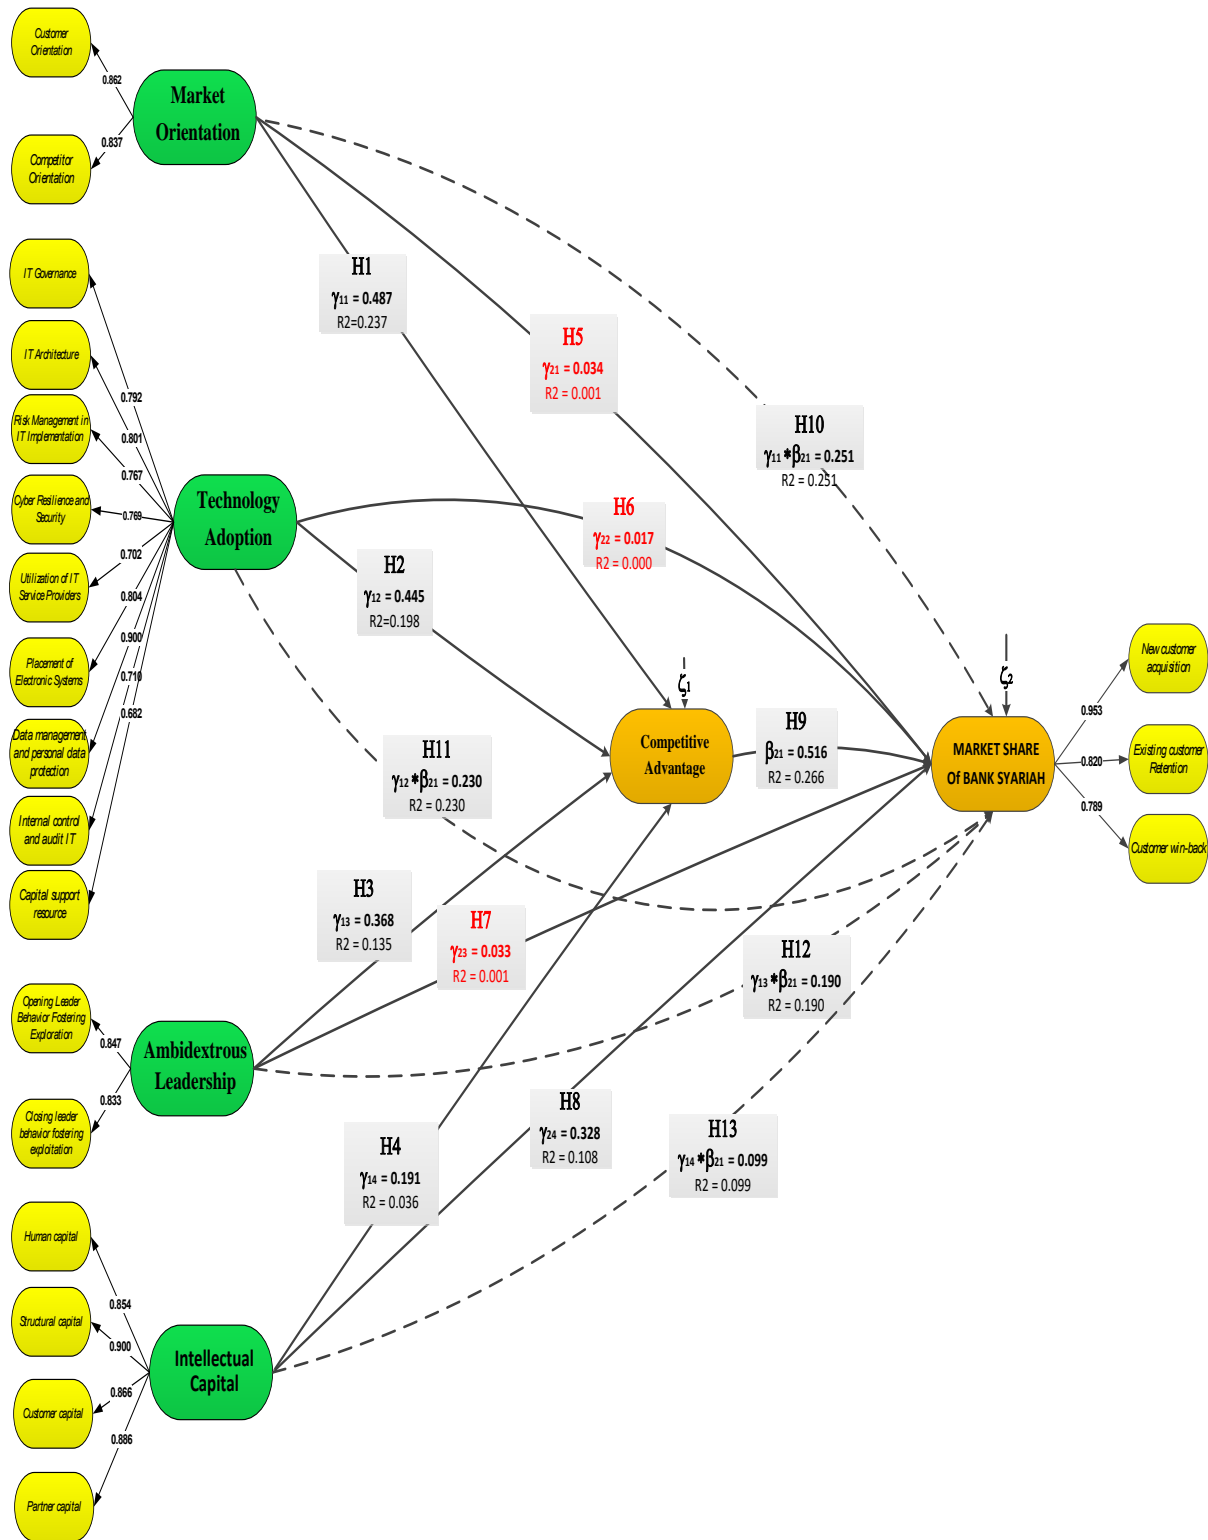 Customer
Orientation
0.862
Market
Orientation
0.837
Competitor
Orientation
IT Governance
IT Architecture
Risk Management in
IT Implementation
Cyber Resilience and
Security
Utilization of IT
Service Providers
Placement of
Electronic Systems
Data management
and personal data
protection
Internal control
and audit IT
Capital support
resource
0.792
0.801
0.767
0.769
0.702
0.804
0.900
0.710
0.682
Technology
Adoption
H1
γ11 = 0.487
R2=0.237
H5
γ21 = 0.034
R2 = 0.001
H10
γ11 *β21 = 0.251
R2 = 0.251
H6
γ22 = 0.017
R2 = 0.000
H2
γ12 = 0.445
R2=0.198
H11
γ12 *β21 = 0.230
R2 = 0.230
ζ1
Competitive
Advantage
H9
β21 = 0.516
R2 = 0.266
ζ2
MARKET SHARE
Of BANK SYARIAH
0.953
0.820
0.789
New customer
acquisition
Existing customer
Retention
Customer win-back
H3
γ13 = 0.368
R2 = 0.135
H7
γ23 = 0.033
R2 = 0.001
H12
γ13 *β21 = 0.190
R2 = 0.190
Opening Leader
Behavior Fostering
Exploration
0.847
Ambidextrous
Leadership
0.833
Closing leader
behavior fostering
exploitation
H4
γ14 = 0.191
R2 = 0.036
H8
γ24 = 0.328
R2 = 0.108
H13
γ14 *β21 = 0.099
R2 = 0.099
Human capital
Structural capital
Customer capital
Partner capital
0.854
0.900
0.866
0.886
Intellectual
Capital